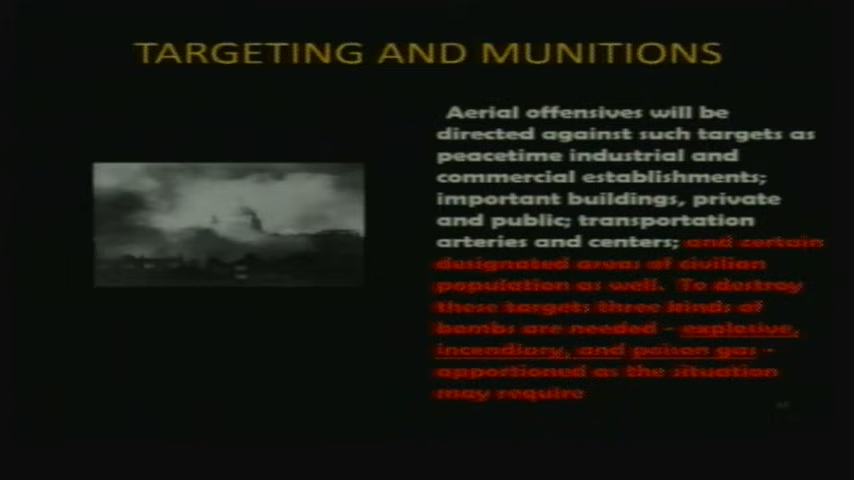 TARGETING AND MUNITIONS
Aerial offensives will be
directed against such targets as
peacetime industrial and
commercial establishments;
important buildings, private
and public; transportation
arteries and centers; and certain
designated areas of civilian
population as well. To destroy
these targets three kinds of
bombs are needed - explosive,
incendiary, and poison gas -
apportioned as the situation
may require